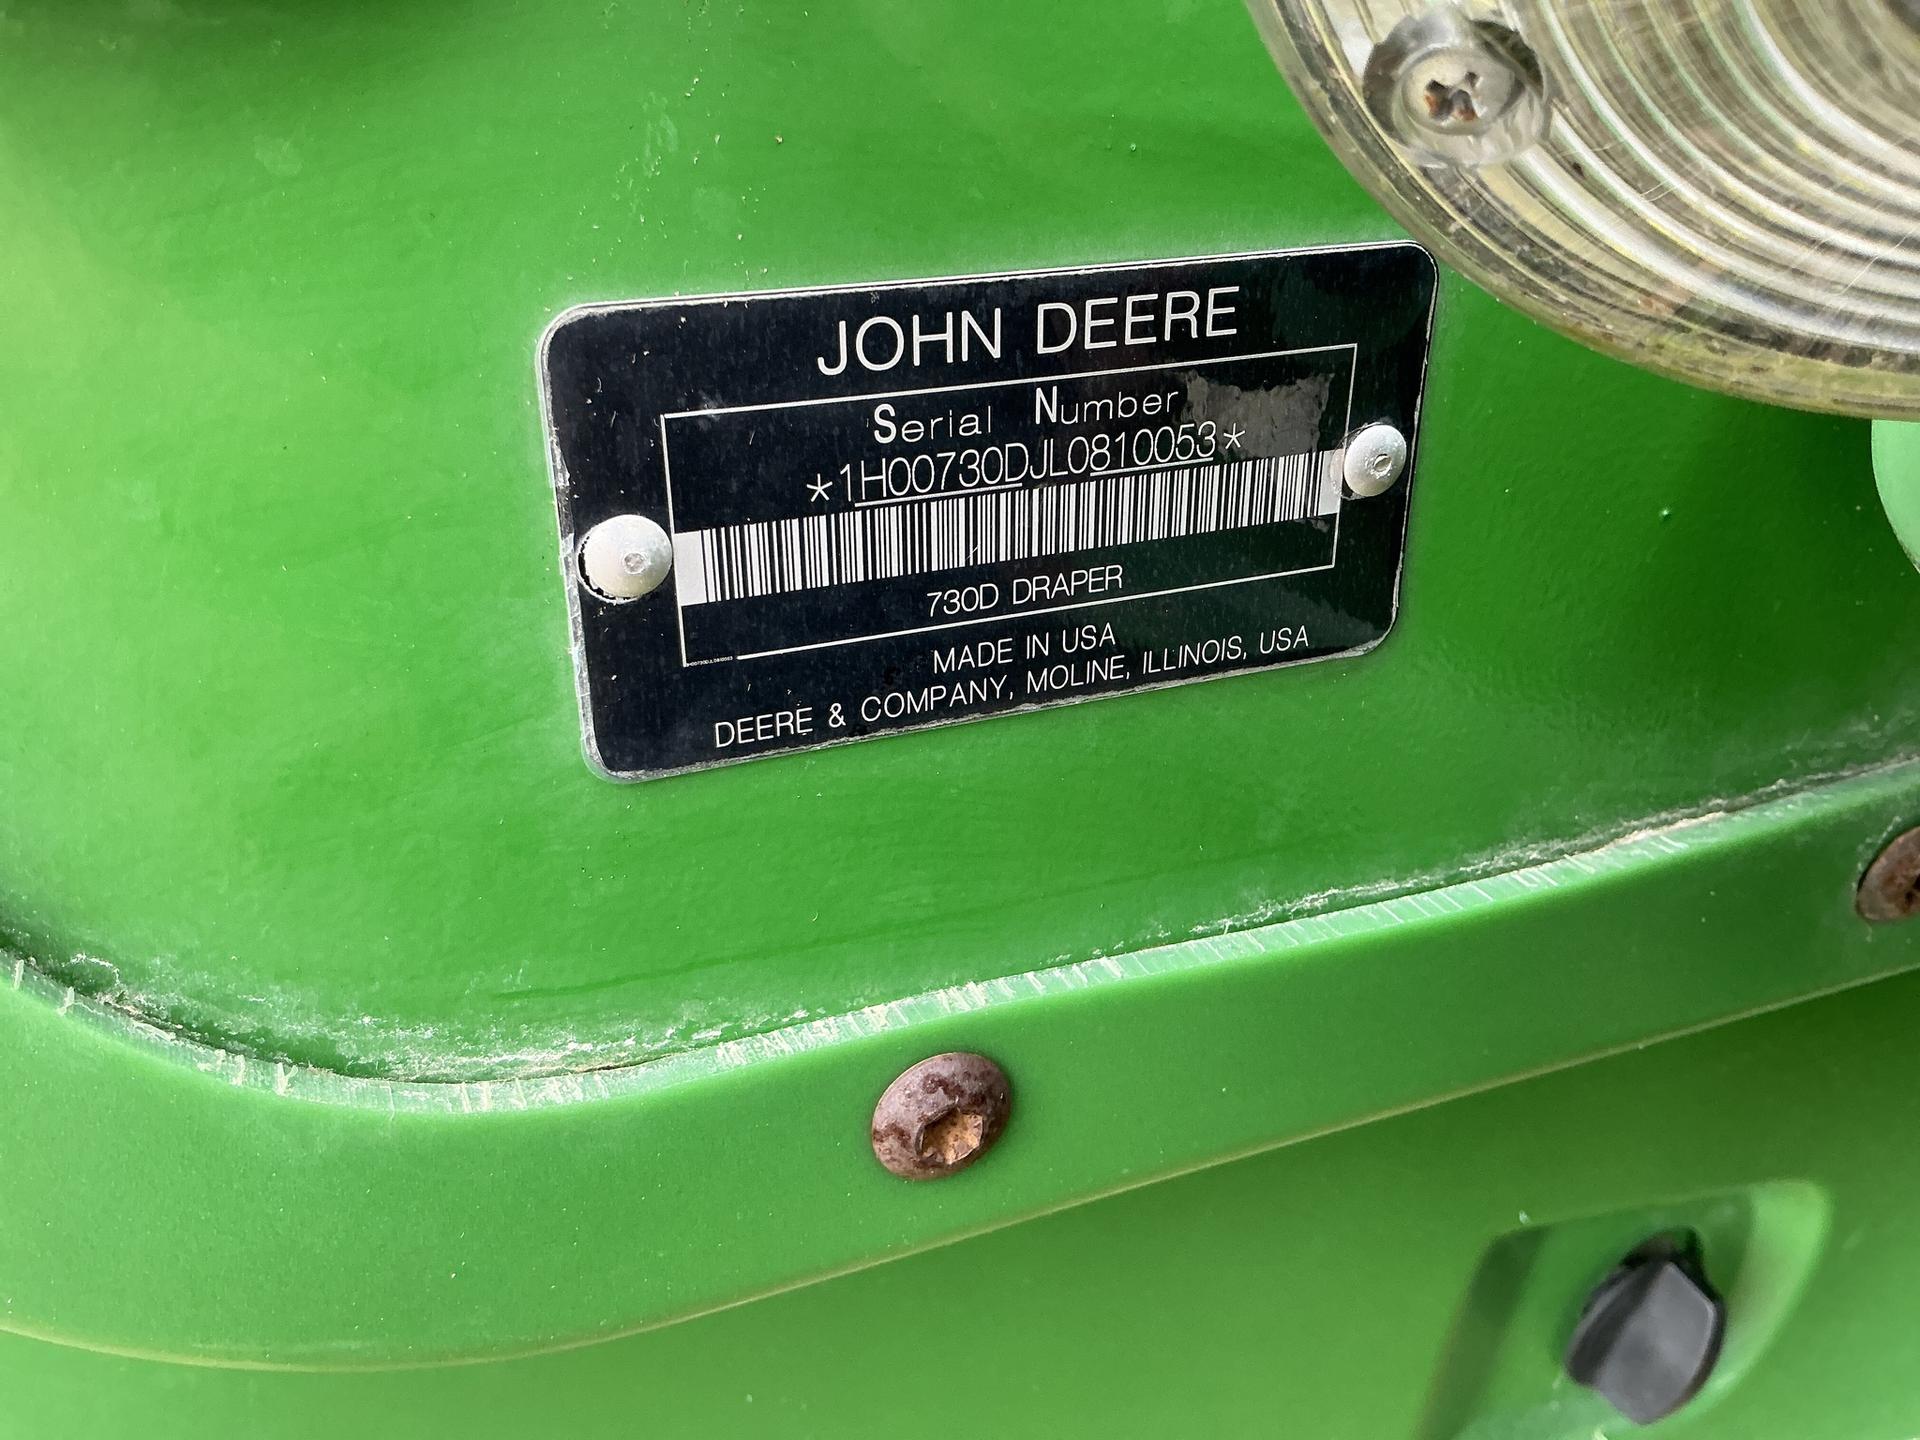 JOHN DEERE
Serial Number
*1H00730DJL0810053*
730D DRAPER
MADE IN USA
DEERE & COMPANY, MOLINE, ILLINOIS, USA